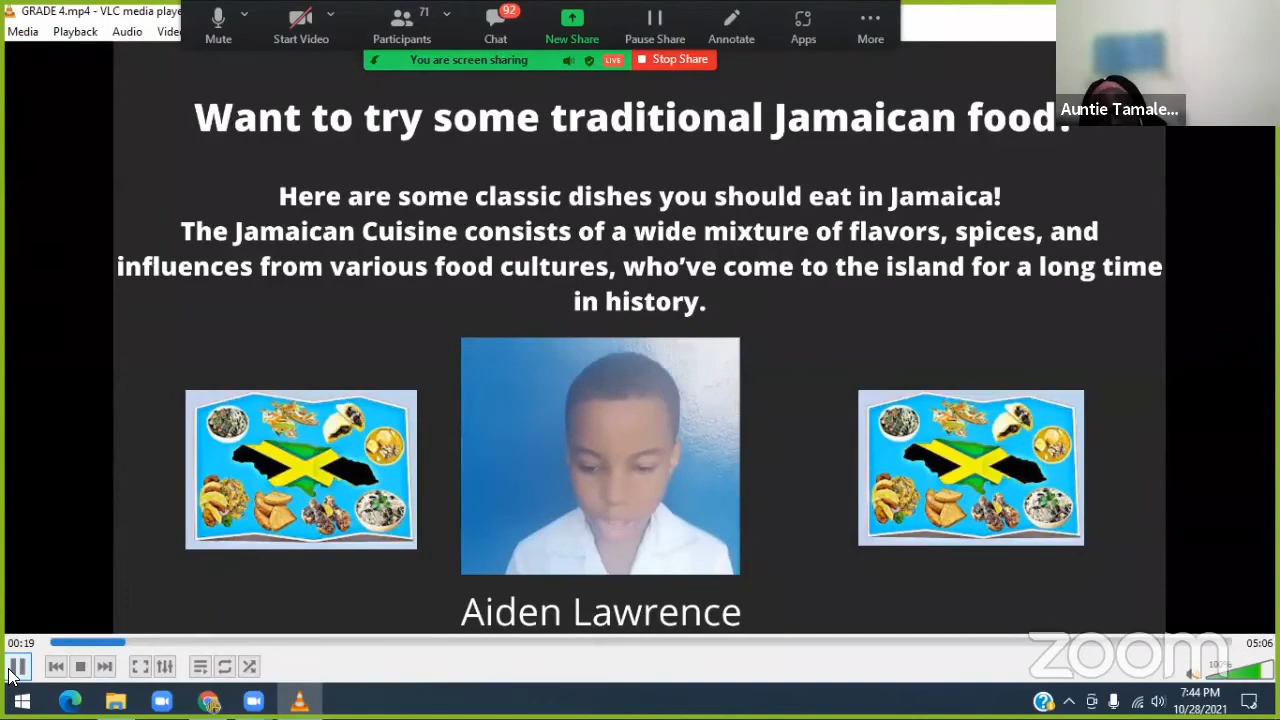 GRADE 4.mp4 - VLC media playe
Media Playback Audio Vide
Mute
Start Video
71
Participants
92
Chat
New Share
Pause Share
Annotate
Apps
More
You are screen sharing
LIVE
Stop Share
Auntie Tamale...
Want to try some traditional Jamaican food?
Here are some classic dishes you should eat in Jamaica!
The Jamaican Cuisine consists of a wide mixture of flavors, spices, and
influences from various food cultures, who've come to the island for a long time
in history.
Aiden Lawrence
00:19
05:06
zoom
100%
7:44 PM
10/28/2021